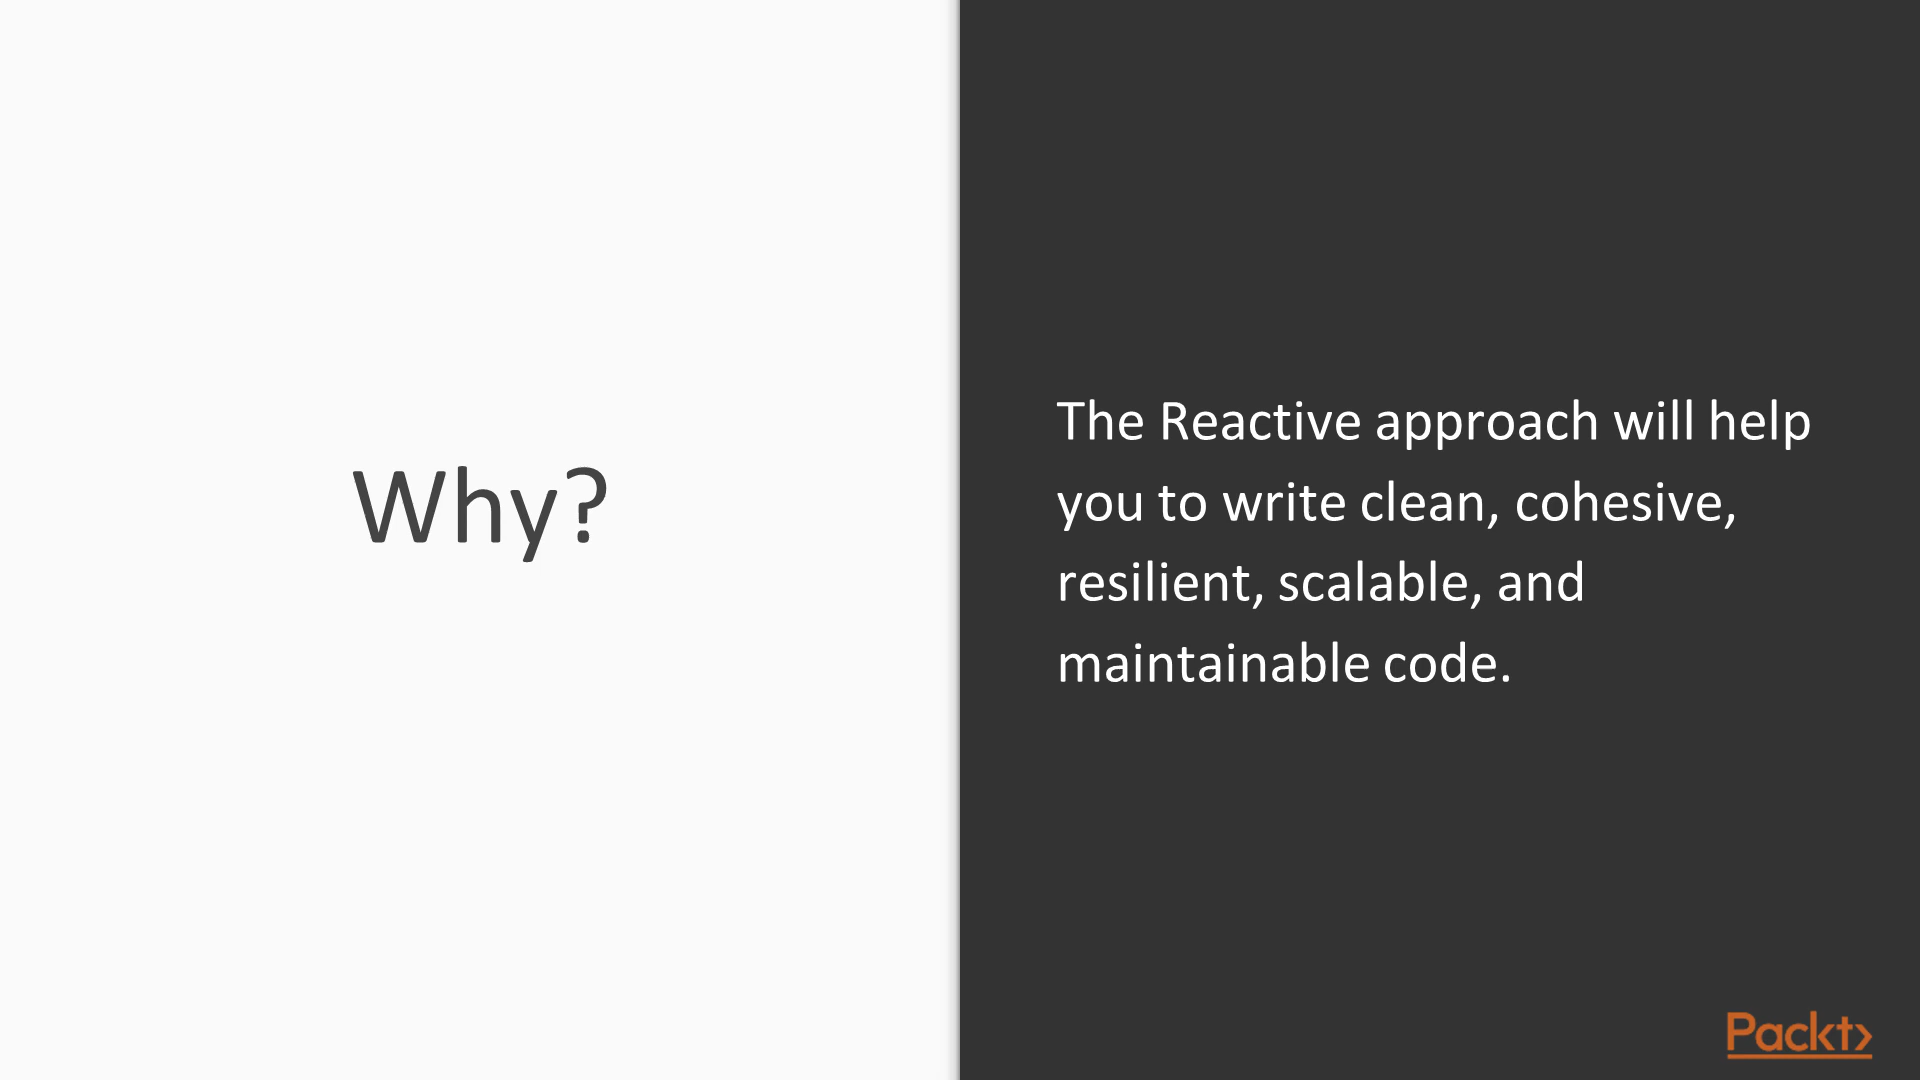 Why?
The Reactive approach will help
you to write clean, cohesive,
resilient, scalable, and
maintainable code.
Packt>